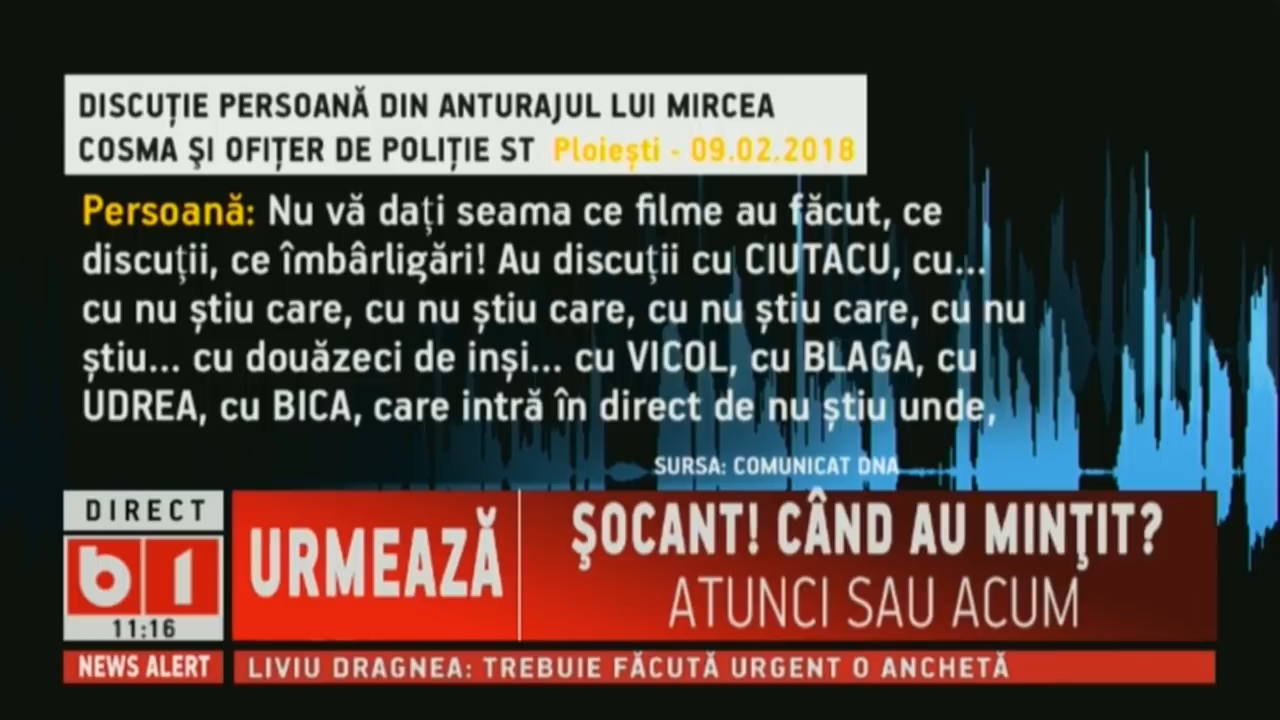 DISCUȚIE PERSOANĂ DIN ANTURAJUL LUI MIRCEA
COSMA ŞI OFIȚER DE POLIȚIE ST Ploiești - 09.02.2018
Persoană: Nu vă dați seama ce filme au făcut, ce
discuții, ce îmbârligări! Au discuții cu CIUTACU, cu...
cu nu știu care, cu nu știu care, cu nu știu care, cu nu
știu... cu douăzeci de inși... cu VICOL, cu BLAGA, cu
UDREA, cu BICA, care intră în direct de nu știu unde,
SURSA: COMUNICAT DNA
DIRECT
b1
11:16
URMEAZĂ
ŞOCANT! CÂND AU MINŢIT?
ATUNCI SAU ACUM
NEWS ALERT
LIVIU DRAGNEA: TREBUIE FĂCUTĂ URGENT O ANCHETĂ